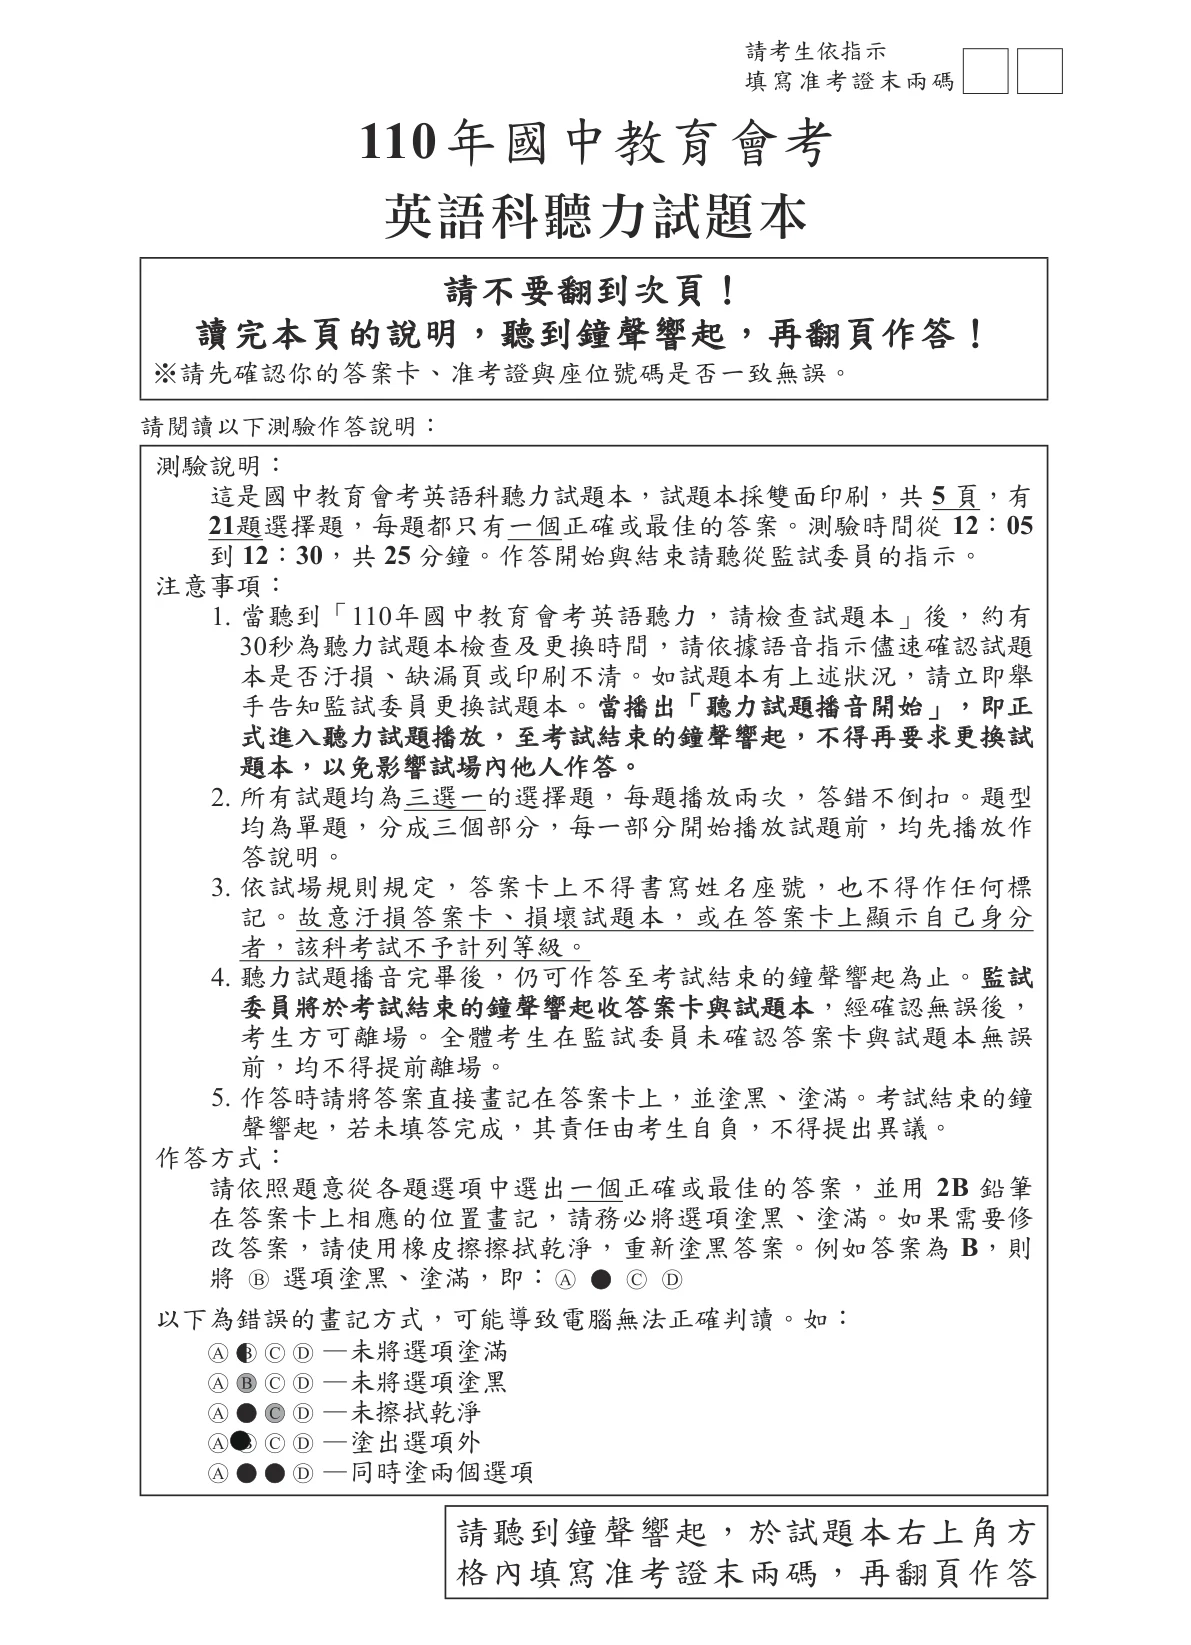 請考生依指示
填寫准考證末兩碼
110年國中教育會考
英語科聽力試題本
請不要翻到次頁！
讀完本頁的說明，聽到鐘聲響起，再翻頁作答！
※請先確認你的答案卡、准考證與座位號碼是否一致無誤。
請閱讀以下測驗作答說明：
測驗說明：
這是國中教育會考英語科聽力試題本，試題本採雙面印刷，共 5 頁，有
21題選擇題，每題都只有一個正確或最佳的答案。測驗時間從 12：05
到 12：30，共 25 分鐘。作答開始與結束請聽從監試委員的指示。
注意事項：
1. 當聽到「110年國中教育會考英語聽力，請檢查試題本」後，約有
30秒為聽力試題本檢查及更換時間，請依據語音指示儘速確認試題
本是否汙損、缺漏頁或印刷不清。如試題本有上述狀況，請立即舉
手告知監試委員更換試題本。當播出「聽力試題播音開始」，即正
式進入聽力試題播放，至考試結束的鐘聲響起，不得再要求更換試
題本，以免影響試場內他人作答。
2. 所有試題均為三選一的選擇題，每題播放兩次，答錯不倒扣。題型
均為單題，分成三個部分，每一部分開始播放試題前，均先播放作
答說明。
3. 依試場規則規定，答案卡上不得書寫姓名座號，也不得作任何標
記。故意汙損答案卡、損壞試題本，或在答案卡上顯示自己身分
者，該科考試不予計列等級。
4. 聽力試題播音完畢後，仍可作答至考試結束的鐘聲響起為止。監試
委員將於考試結束的鐘聲響起收答案卡與試題本，經確認無誤後，
考生方可離場。全體考生在監試委員未確認答案卡與試題本無誤
前，均不得提前離場。
5. 作答時請將答案直接畫記在答案卡上，並塗黑、塗滿。考試結束的鐘
聲響起，若未填答完成，其責任由考生自負，不得提出異議。
作答方式：
請依照題意從各題選項中選出一個正確或最佳的答案，並用 2B 鉛筆
在答案卡上相應的位置畫記，請務必將選項塗黑、塗滿。如果需要修
改答案，請使用橡皮擦擦拭乾淨，重新塗黑答案。例如答案為 B，則
將 Ⓑ 選項塗黑、塗滿，即：Ⓐ ● Ⓒ Ⓓ
以下為錯誤的畫記方式，可能導致電腦無法正確判讀。如：
Ⓐ Ⓑ Ⓒ Ⓓ —未將選項塗滿
Ⓐ Ⓑ Ⓒ Ⓓ —未將選項塗黑
Ⓐ ● Ⓒ Ⓓ —未擦拭乾淨
Ⓐ Ⓑ Ⓒ Ⓓ —塗出選項外
Ⓐ ● ● Ⓓ —同時塗兩個選項
請聽到鐘聲響起，於試題本右上角方
格內填寫准考證末兩碼，再翻頁作答